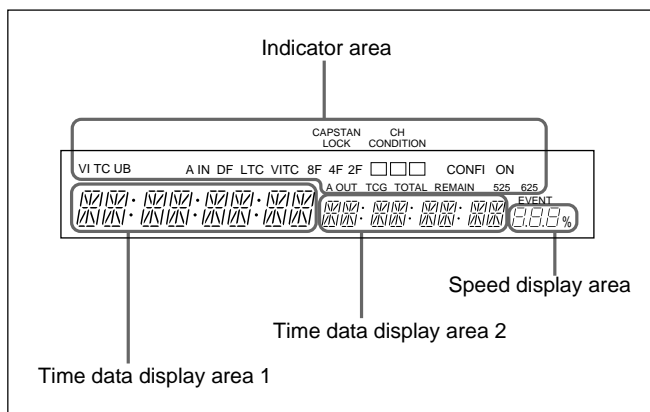 Indicator area
CAPSTAN LOCK
CH CONDITION
VI TC UB A IN DF LTC VITC 8F 4F 2F CONFI ON
A OUT TCG TOTAL REMAIN 525 625
EVENT
%
Speed display area
Time data display area 2
Time data display area 1